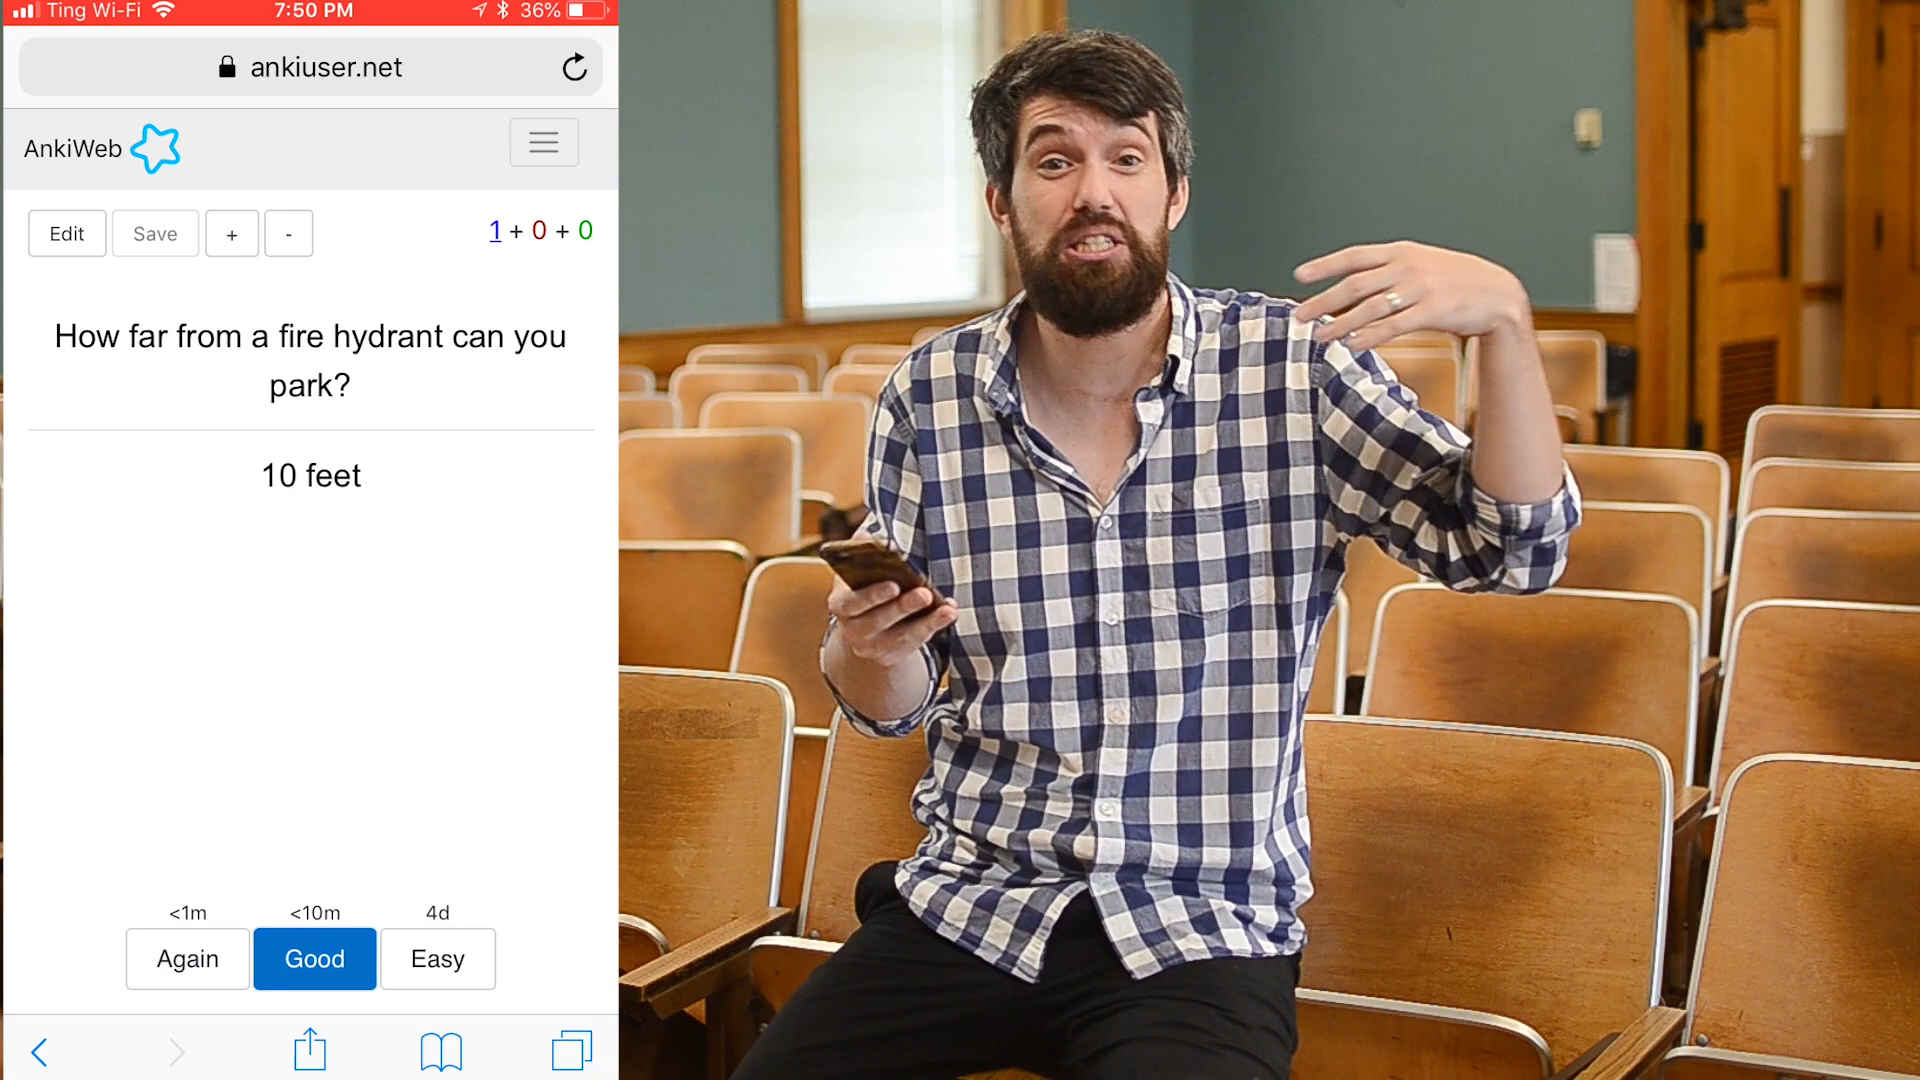 Ting Wi-Fi 7:50 PM 36%
ankiuser.net
AnkiWeb
Edit Save + - 1 + 0 + 0
How far from a fire hydrant can you
park?
10 feet
<1m <10m 4d
Again Good Easy